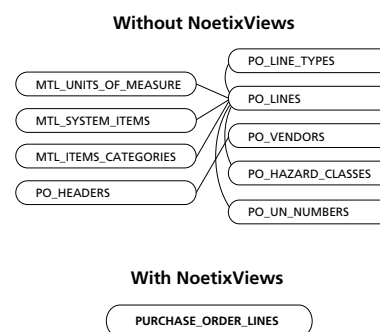 Without NoetixViews
MTL_UNITS_OF_MEASURE
MTL_SYSTEM_ITEMS
MTL_ITEMS_CATEGORIES
PO_HEADERS
PO_LINE_TYPES
PO_LINES
PO_VENDORS
PO_HAZARD_CLASSES
PO_UN_NUMBERS
With NoetixViews
PURCHASE_ORDER_LINES